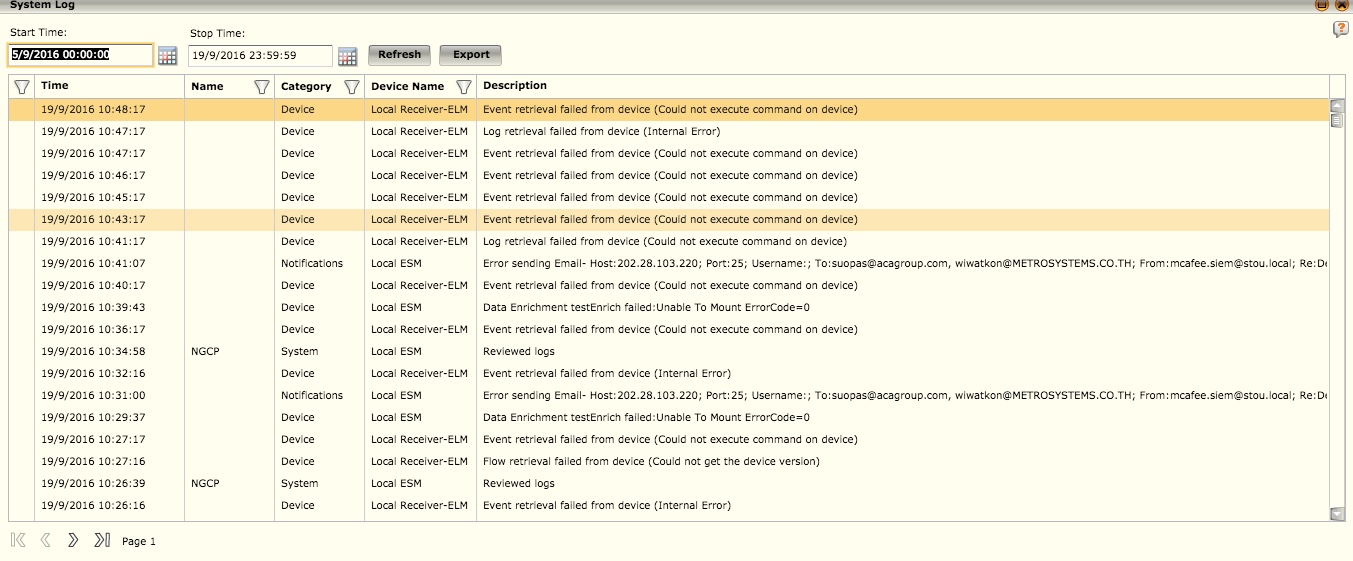 System Log
Start Time:
Stop Time:
5/9/2016 00:00:00 19/9/2016 23:59:59 Refresh Export
Time Name Category Device Name Description
19/9/2016 10:48:17 Device Local Receiver-ELM Event retrieval failed from device (Could not execute command on device)
19/9/2016 10:47:17 Device Local Receiver-ELM Log retrieval failed from device (Internal Error)
19/9/2016 10:47:17 Device Local Receiver-ELM Event retrieval failed from device (Could not execute command on device)
19/9/2016 10:46:17 Device Local Receiver-ELM Event retrieval failed from device (Could not execute command on device)
19/9/2016 10:45:17 Device Local Receiver-ELM Event retrieval failed from device (Could not execute command on device)
19/9/2016 10:43:17 Device Local Receiver-ELM Event retrieval failed from device (Could not execute command on device)
19/9/2016 10:41:17 Device Local Receiver-ELM Log retrieval failed from device (Could not execute command on device)
19/9/2016 10:41:07 Notifications Local ESM Error sending Email- Host:202.28.103.220; Port:25; Username:; To:suopas@acagroup.com, wiwatkon@METROSYSTEMS.CO.TH; From:mcafee.siem@stou.local; Re:De
19/9/2016 10:40:17 Device Local Receiver-ELM Event retrieval failed from device (Could not execute command on device)
19/9/2016 10:39:43 Device Local ESM Data Enrichment testEnrich failed:Unable To Mount ErrorCode=0
19/9/2016 10:36:17 Device Local Receiver-ELM Event retrieval failed from device (Could not execute command on device)
19/9/2016 10:34:58 NGCP System Local ESM Reviewed logs
19/9/2016 10:32:16 Device Local Receiver-ELM Event retrieval failed from device (Internal Error)
19/9/2016 10:31:00 Notifications Local ESM Error sending Email- Host:202.28.103.220; Port:25; Username:; To:suopas@acagroup.com, wiwatkon@METROSYSTEMS.CO.TH; From:mcafee.siem@stou.local; Re:De
19/9/2016 10:29:37 Device Local ESM Data Enrichment testEnrich failed:Unable To Mount ErrorCode=0
19/9/2016 10:27:17 Device Local Receiver-ELM Event retrieval failed from device (Could not execute command on device)
19/9/2016 10:27:16 Device Local Receiver-ELM Flow retrieval failed from device (Could not get the device version)
19/9/2016 10:26:39 NGCP System Local ESM Reviewed logs
19/9/2016 10:26:16 Device Local Receiver-ELM Event retrieval failed from device (Internal Error)
Page 1